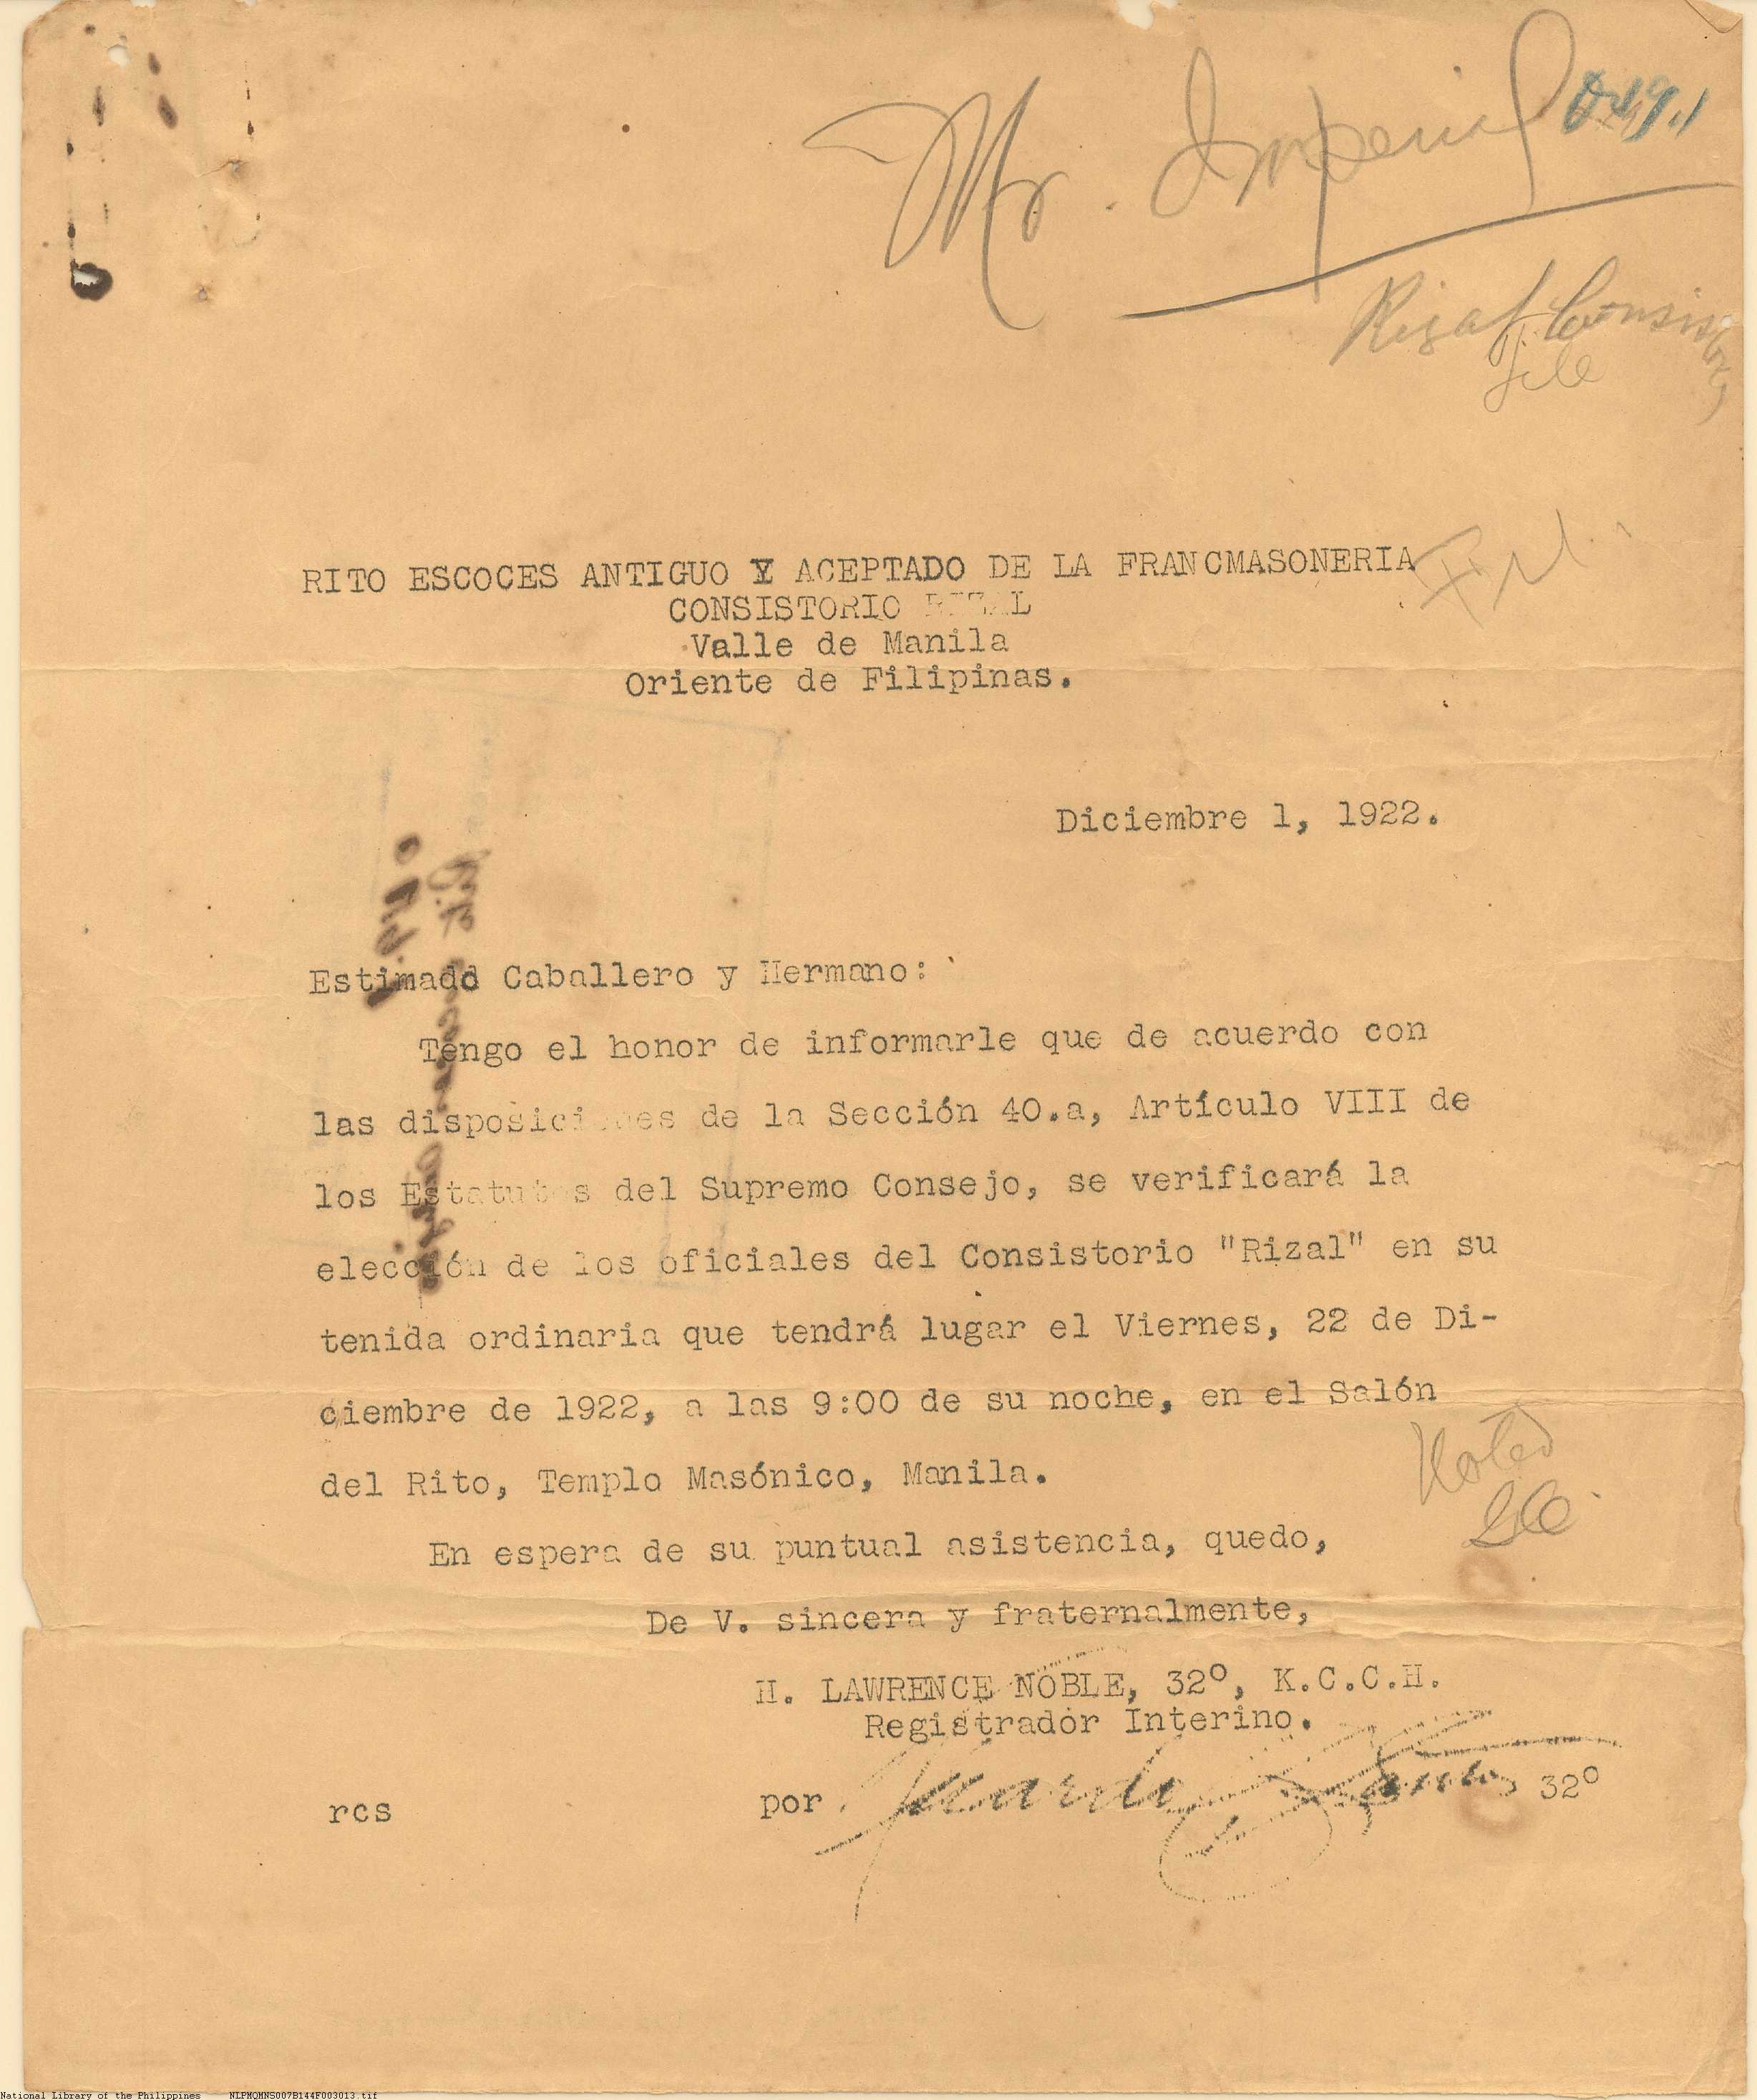 Mr. Imperial
Rizal Consistory
file
RITO ESCOCES ANTIGUO Y ACEPTADO DE LA FRANCMASONERIA
CONSISTORIO RIZAL
Valle de Manila
Oriente de Filipinas.
Diciembre 1, 1922.
Estimado Caballero y Hermano:
Tengo el honor de informarle que de acuerdo con
las disposiciones de la Sección 40.a, Artículo VIII de
los Estatutos del Supremo Consejo, se verificará la
elección de los oficiales del Consistorio "Rizal" en su
tenida ordinaria que tendrá lugar el Viernes, 22 de Di-
ciembre de 1922, a las 9:00 de su noche, en el Salón
del Rito, Templo Masónico, Manila.
Noted
En espera de su puntual asistencia, quedo,
De V. sincera y fraternalmente,
H. LAWRENCE NOBLE, 32º, K.C.C.H.
Registrador Interino.
por 32º
rcs
National Library of the Philippines NLPMQMNS007B144F003013.tif